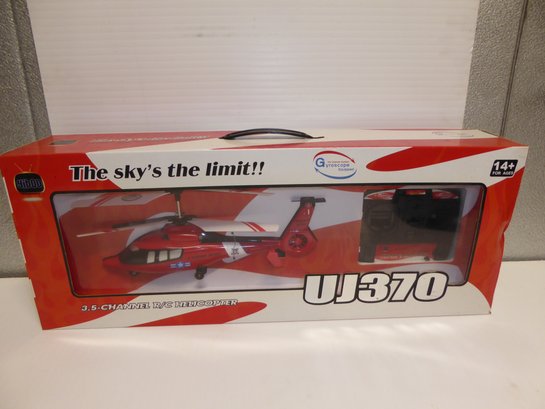 The sky's the limit!!
Gyroscope
14+
FOR AGES
3.5-CHANNEL R/C HELICOPTER
UJ370